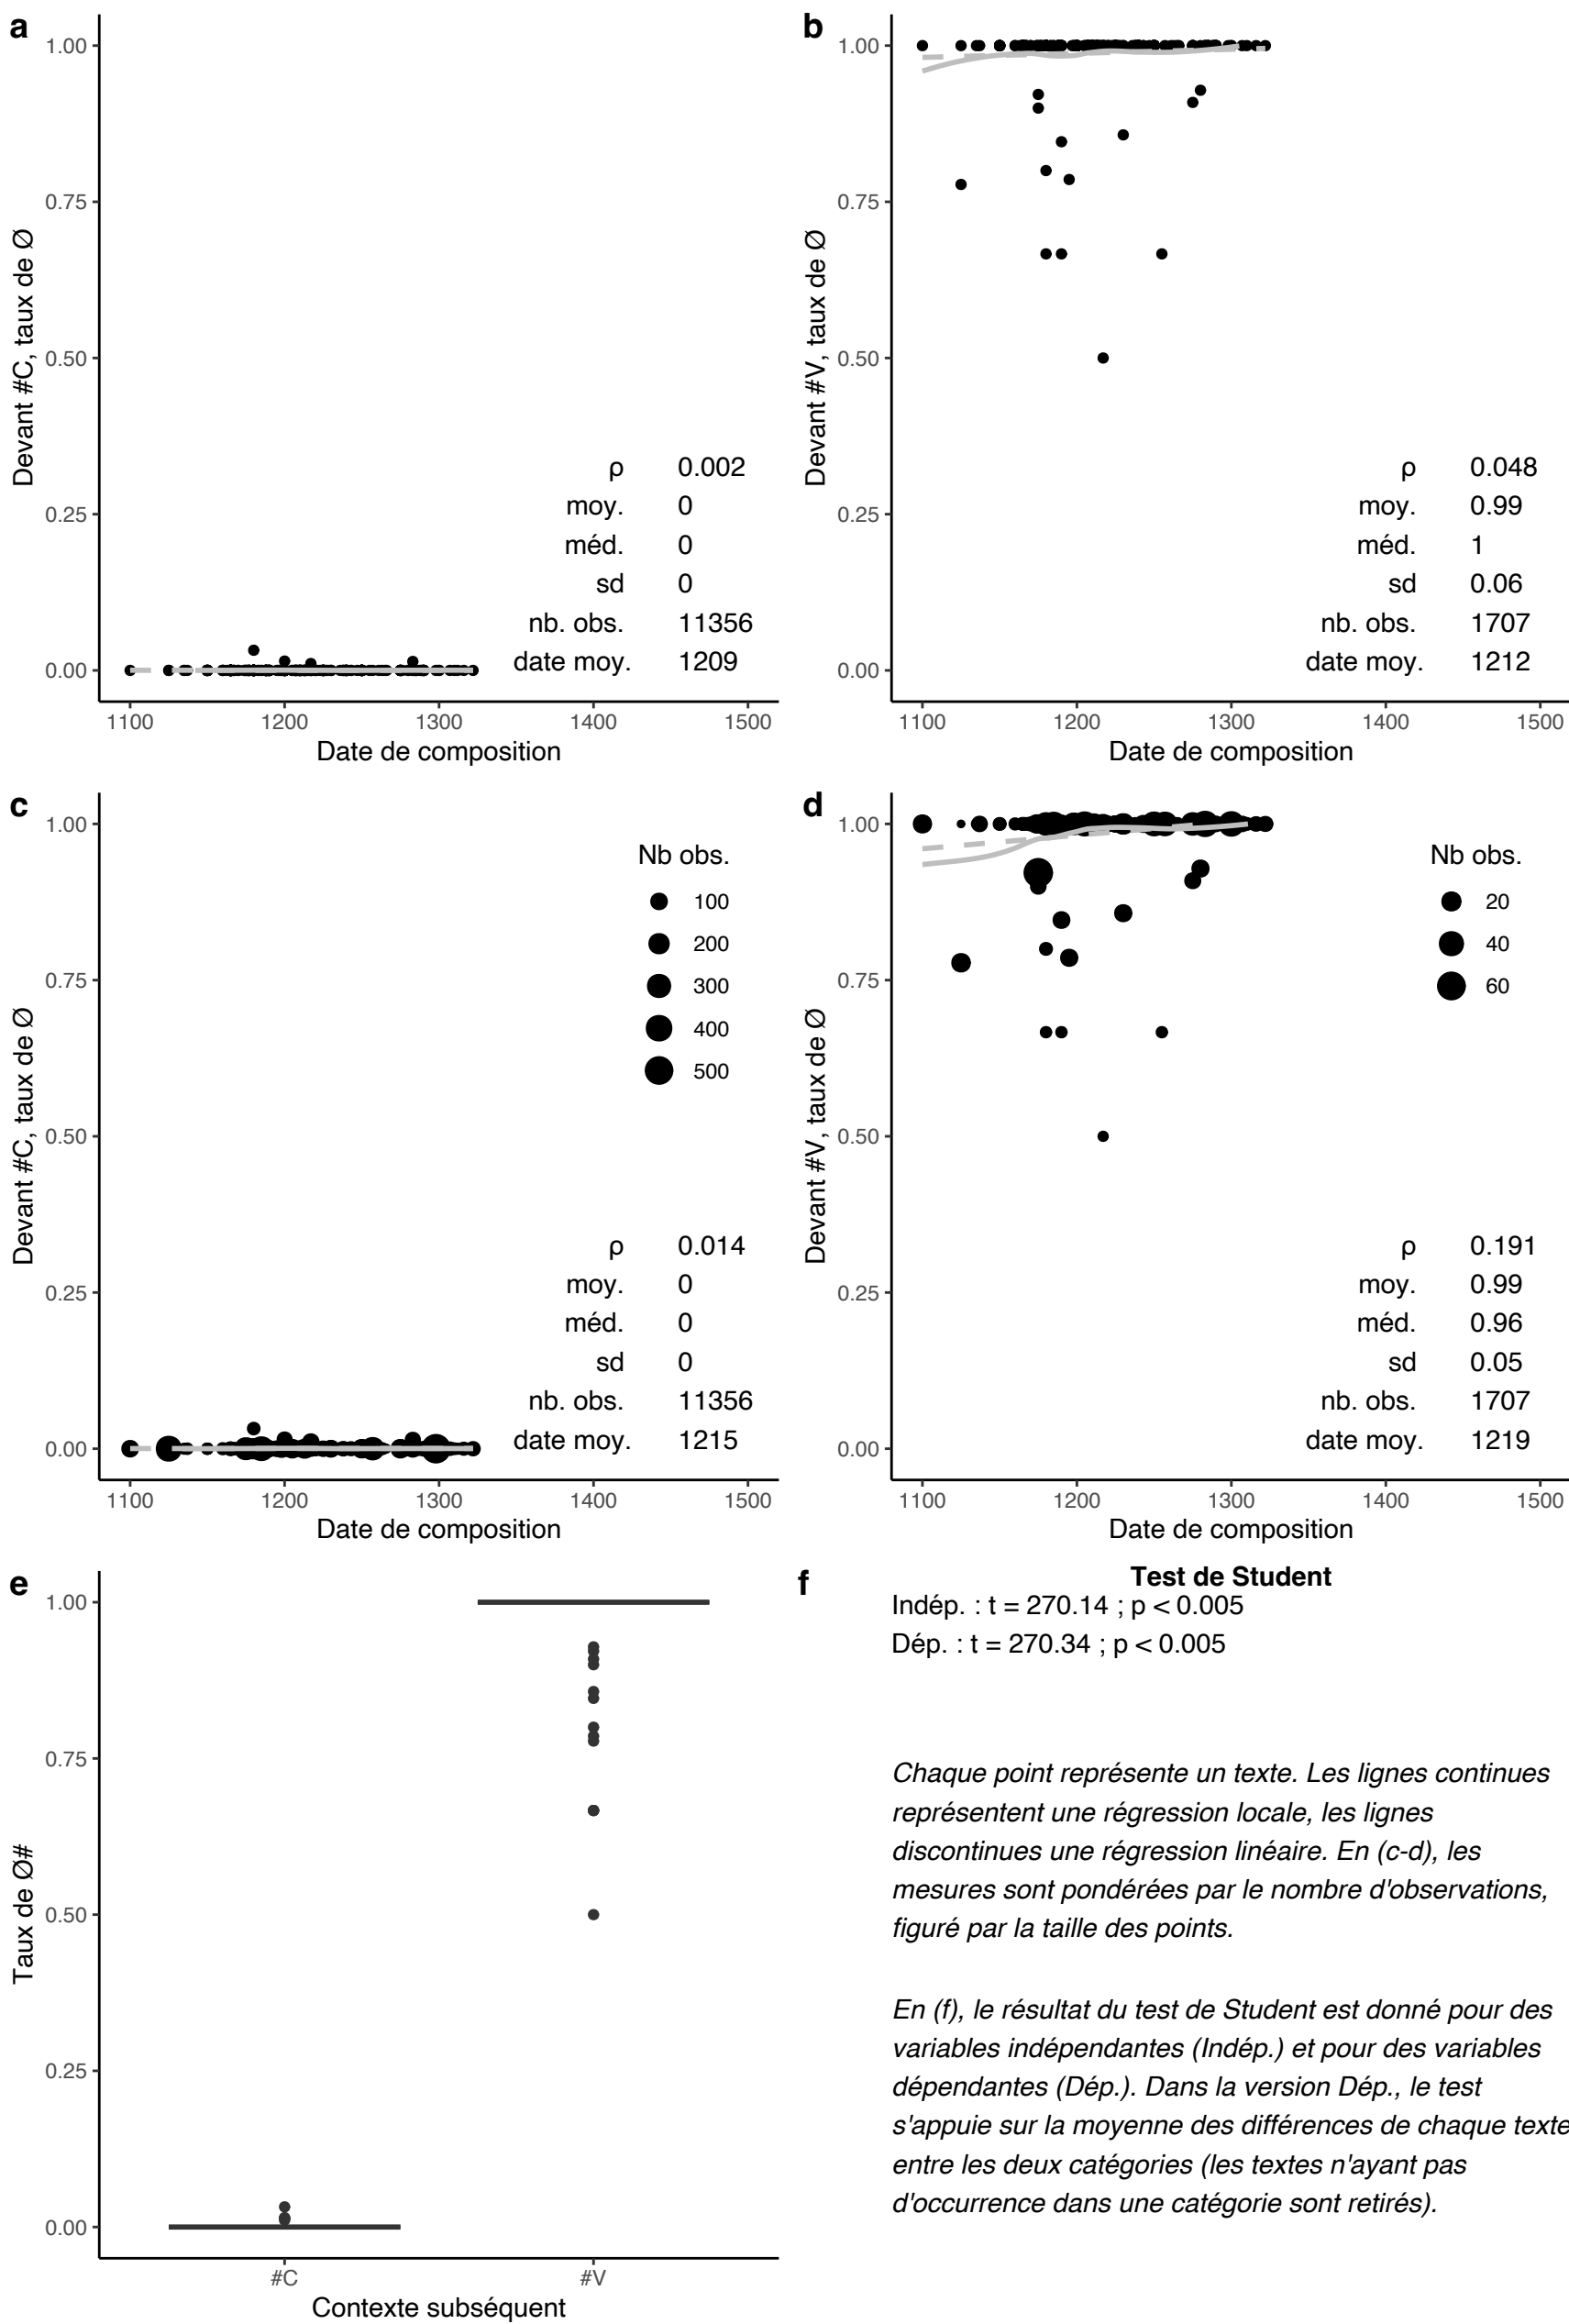 a
1.00
0.75
0.50
0.25
0.00
Devant #C, taux de Ø
ρ 0.002
moy. 0
méd. 0
sd 0
nb. obs. 11356
date moy. 1209
1100 1200 1300 1400 1500
Date de composition
b
1.00
0.75
0.50
0.25
0.00
Devant #V, taux de Ø
ρ 0.048
moy. 0.99
méd. 1
sd 0.06
nb. obs. 1707
date moy. 1212
1100 1200 1300 1400 1500
Date de composition
c
1.00
0.75
0.50
0.25
0.00
Devant #C, taux de Ø
Nb obs.
100
200
300
400
500
ρ 0.014
moy. 0
méd. 0
sd 0
nb. obs. 11356
date moy. 1215
1100 1200 1300 1400 1500
Date de composition
d
1.00
0.75
0.50
0.25
0.00
Devant #V, taux de Ø
Nb obs.
20
40
60
ρ 0.191
moy. 0.99
méd. 0.96
sd 0.05
nb. obs. 1707
date moy. 1219
1100 1200 1300 1400 1500
Date de composition
e
1.00
0.75
0.50
0.25
0.00
Taux de Ø#
#C #V
Contexte subséquent
f
Test de Student
Indép. : t = 270.14 ; p < 0.005
Dép. : t = 270.34 ; p < 0.005
Chaque point représente un texte. Les lignes continues
représentent une régression locale, les lignes
discontinues une régression linéaire. En (c-d), les
mesures sont pondérées par le nombre d'observations,
figuré par la taille des points.
En (f), le résultat du test de Student est donné pour des
variables indépendantes (Indép.) et pour des variables
dépendantes (Dép.). Dans la version Dép., le test
s'appuie sur la moyenne des différences de chaque texte
entre les deux catégories (les textes n'ayant pas
d'occurrence dans une catégorie sont retirés).